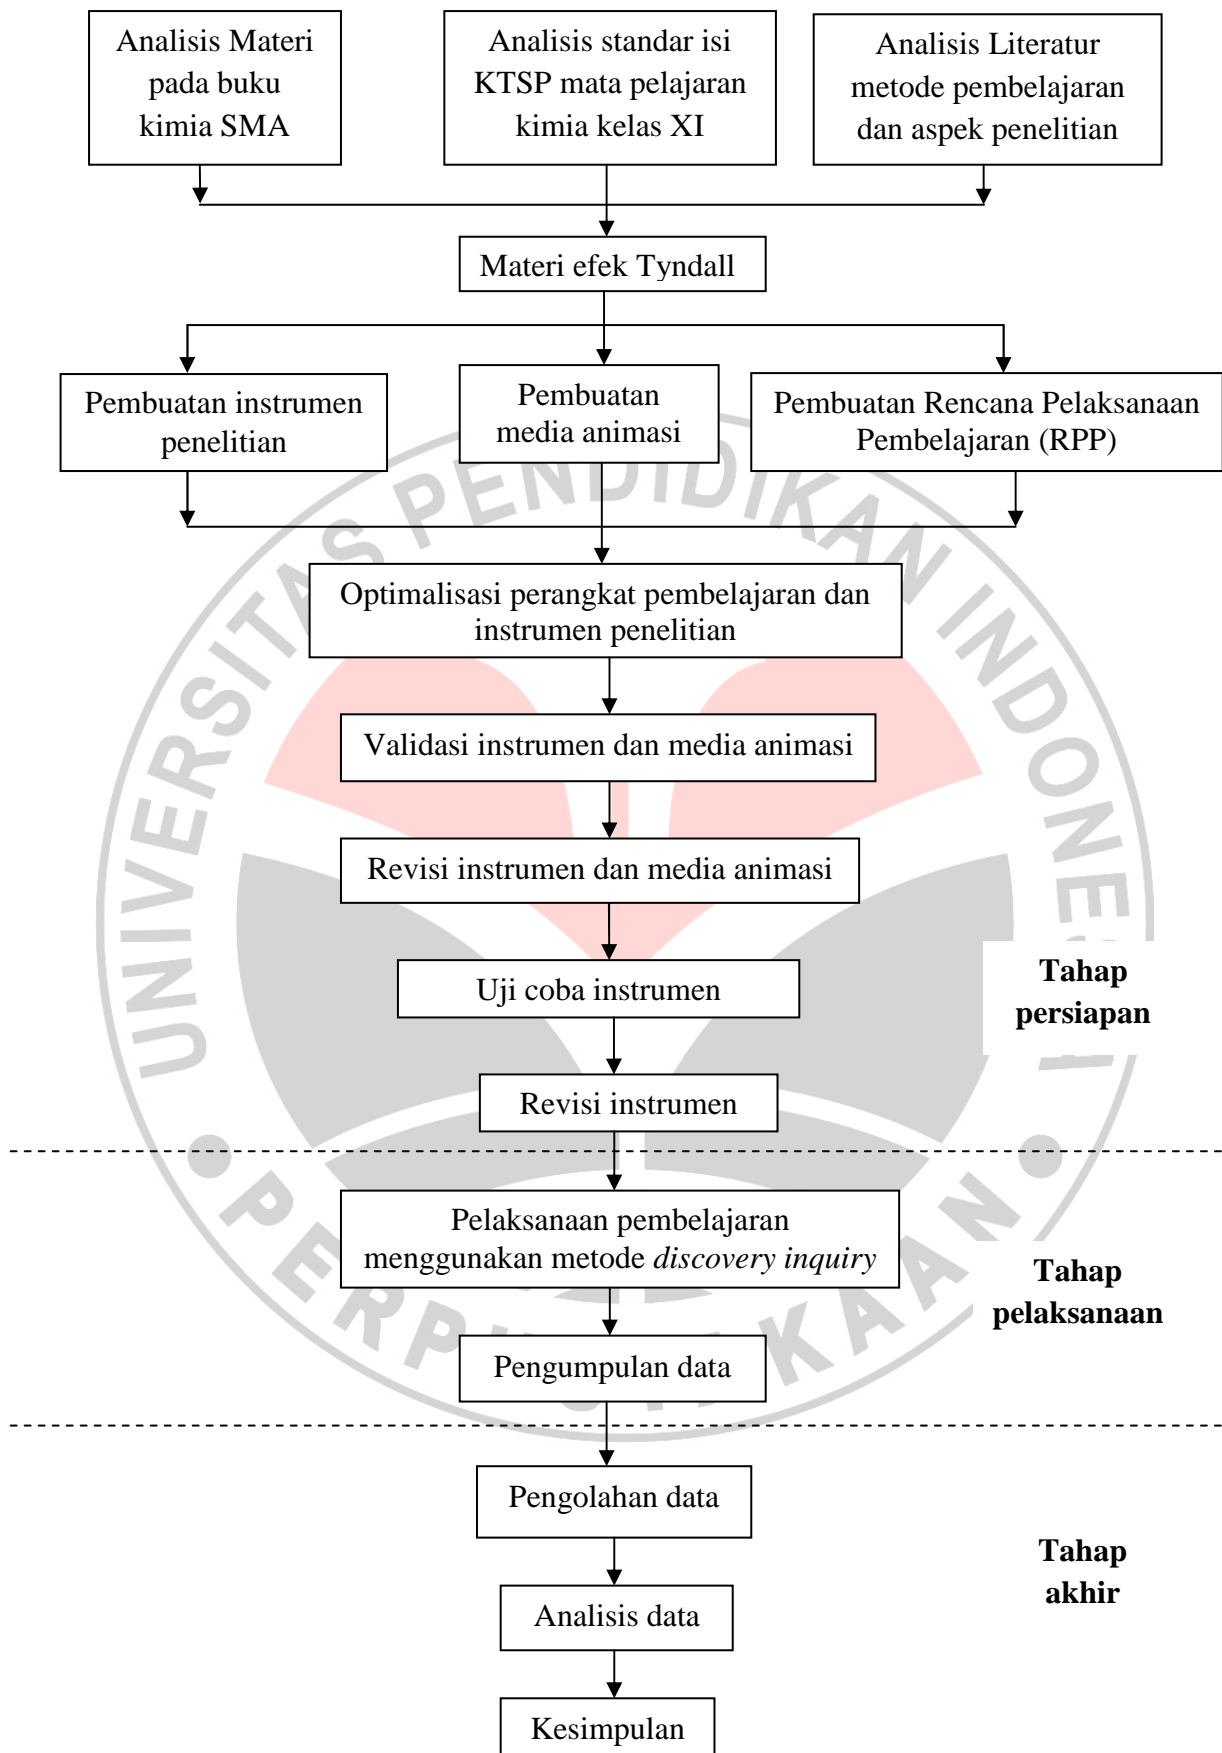 Analisis Materi
pada buku
kimia SMA
Analisis standar isi
KTSP mata pelajaran
kimia kelas XI
Analisis Literatur
metode pembelajaran
dan aspek penelitian
Materi efek Tyndall
Pembuatan instrumen
penelitian
Pembuatan
media animasi
Pembuatan Rencana Pelaksanaan
Pembelajaran (RPP)
Optimalisasi perangkat pembelajaran dan
instrumen penelitian
Validasi instrumen dan media animasi
Revisi instrumen dan media animasi
Uji coba instrumen
Tahap
persiapan
Revisi instrumen
Pelaksanaan pembelajaran
menggunakan metode discovery inquiry
Tahap
pelaksanaan
Pengumpulan data
Pengolahan data
Tahap
akhir
Analisis data
Kesimpulan
UNIVERSITAS PENDIDIKAN